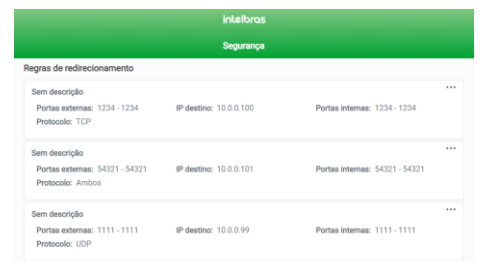 intelbras
Segurança
Regras de redirecionamento
Sem descrição ...
Portas externas: 1234 - 1234 IP destino: 10.0.0.100 Portas internas: 1234 - 1234
Protocolo: TCP
Sem descrição ...
Portas externas: 54321 - 54321 IP destino: 10.0.0.101 Portas internas: 54321 - 54321
Protocolo: Ambos
Sem descrição ...
Portas externas: 1111 - 1111 IP destino: 10.0.0.99 Portas internas: 1111 - 1111
Protocolo: UDP